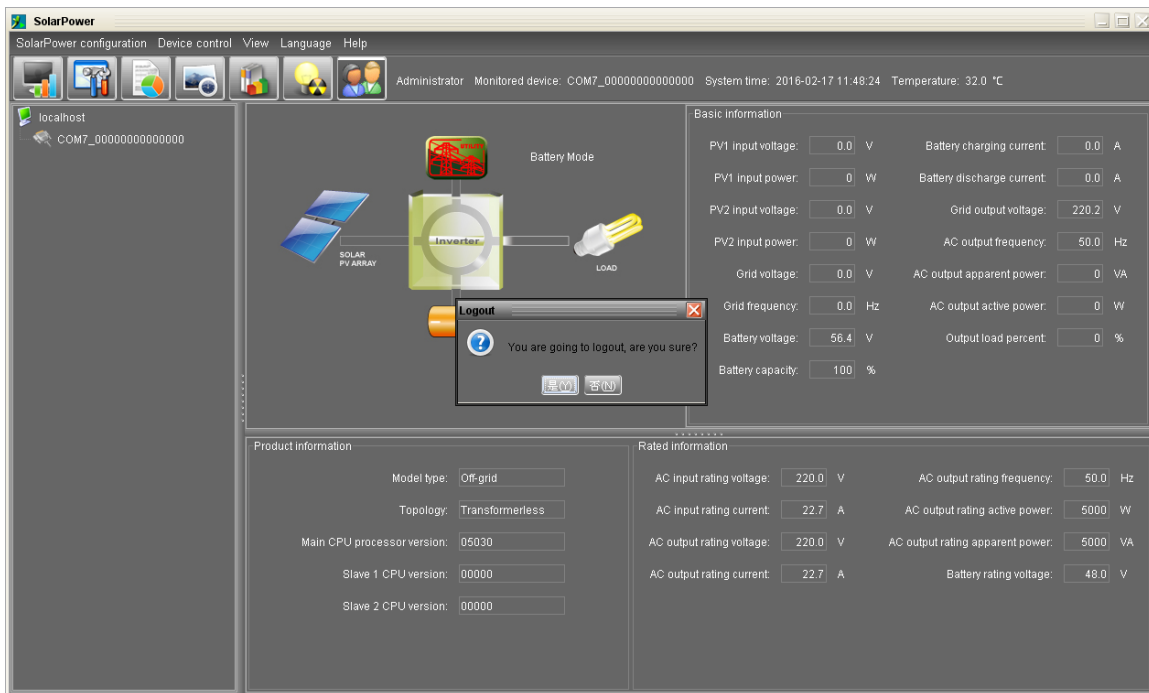 SolarPower
SolarPower configuration Device control View Language Help
Administrator Monitored device: COM7_00000000000000 System time: 2016-02-17 11:48:24 Temperature: 32.0 °C
localhost
COM7_00000000000000
UTILITY
Battery Mode
Inverter
SOLAR
PV ARRAY
LOAD
Logout
You are going to logout, are you sure?
是(Y) 否(N)
Basic information
PV1 input voltage: 0.0 V Battery charging current: 0.0 A
PV1 input power: 0 W Battery discharge current: 0.0 A
PV2 input voltage: 0.0 V Grid output voltage: 220.2 V
PV2 input power: 0 W AC output frequency: 50.0 Hz
Grid voltage: 0.0 V AC output apparent power: 0 VA
Grid frequency: 0.0 Hz AC output active power: 0 W
Battery voltage: 56.4 V Output load percent: 0 %
Battery capacity: 100 %
Product information
Model type: Off-grid
Topology: Transformerless
Main CPU processor version: 05030
Slave 1 CPU version: 00000
Slave 2 CPU version: 00000
Rated information
AC input rating voltage: 220.0 V AC output rating frequency: 50.0 Hz
AC input rating current: 22.7 A AC output rating active power: 5000 W
AC output rating voltage: 220.0 V AC output rating apparent power: 5000 VA
AC output rating current: 22.7 A Battery rating voltage: 48.0 V